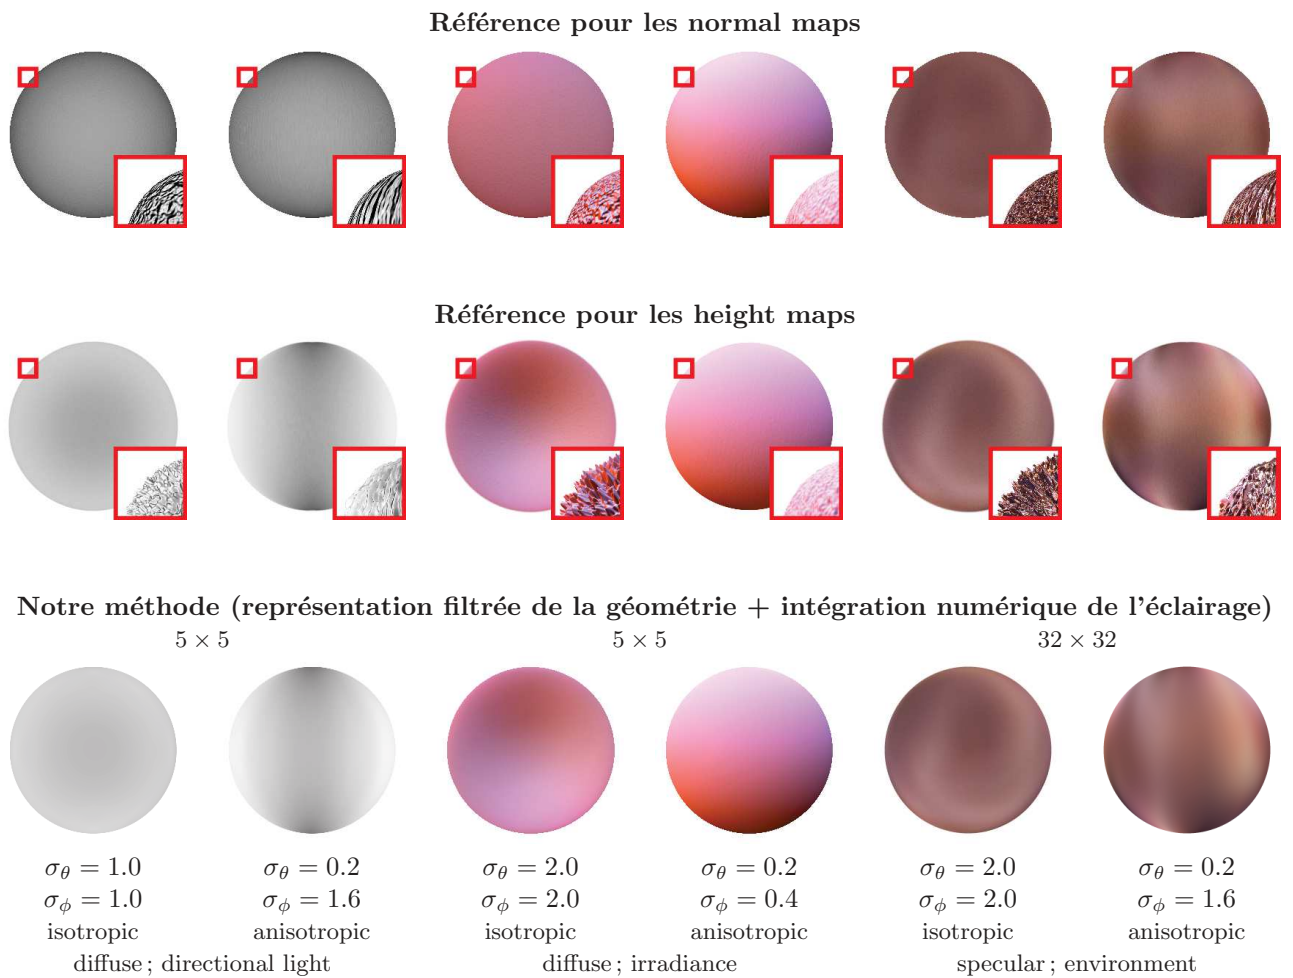 Référence pour les normal maps
Référence pour les height maps
Notre méthode (représentation filtrée de la géométrie + intégration numérique de l'éclairage)
5 × 5 5 × 5 32 × 32
σθ = 1.0 σθ = 0.2 σθ = 2.0 σθ = 0.2 σθ = 2.0 σθ = 0.2
σϕ = 1.0 σϕ = 1.6 σϕ = 2.0 σϕ = 0.4 σϕ = 2.0 σϕ = 1.6
isotropic anisotropic isotropic anisotropic isotropic anisotropic
diffuse ; directional light diffuse ; irradiance specular ; environment